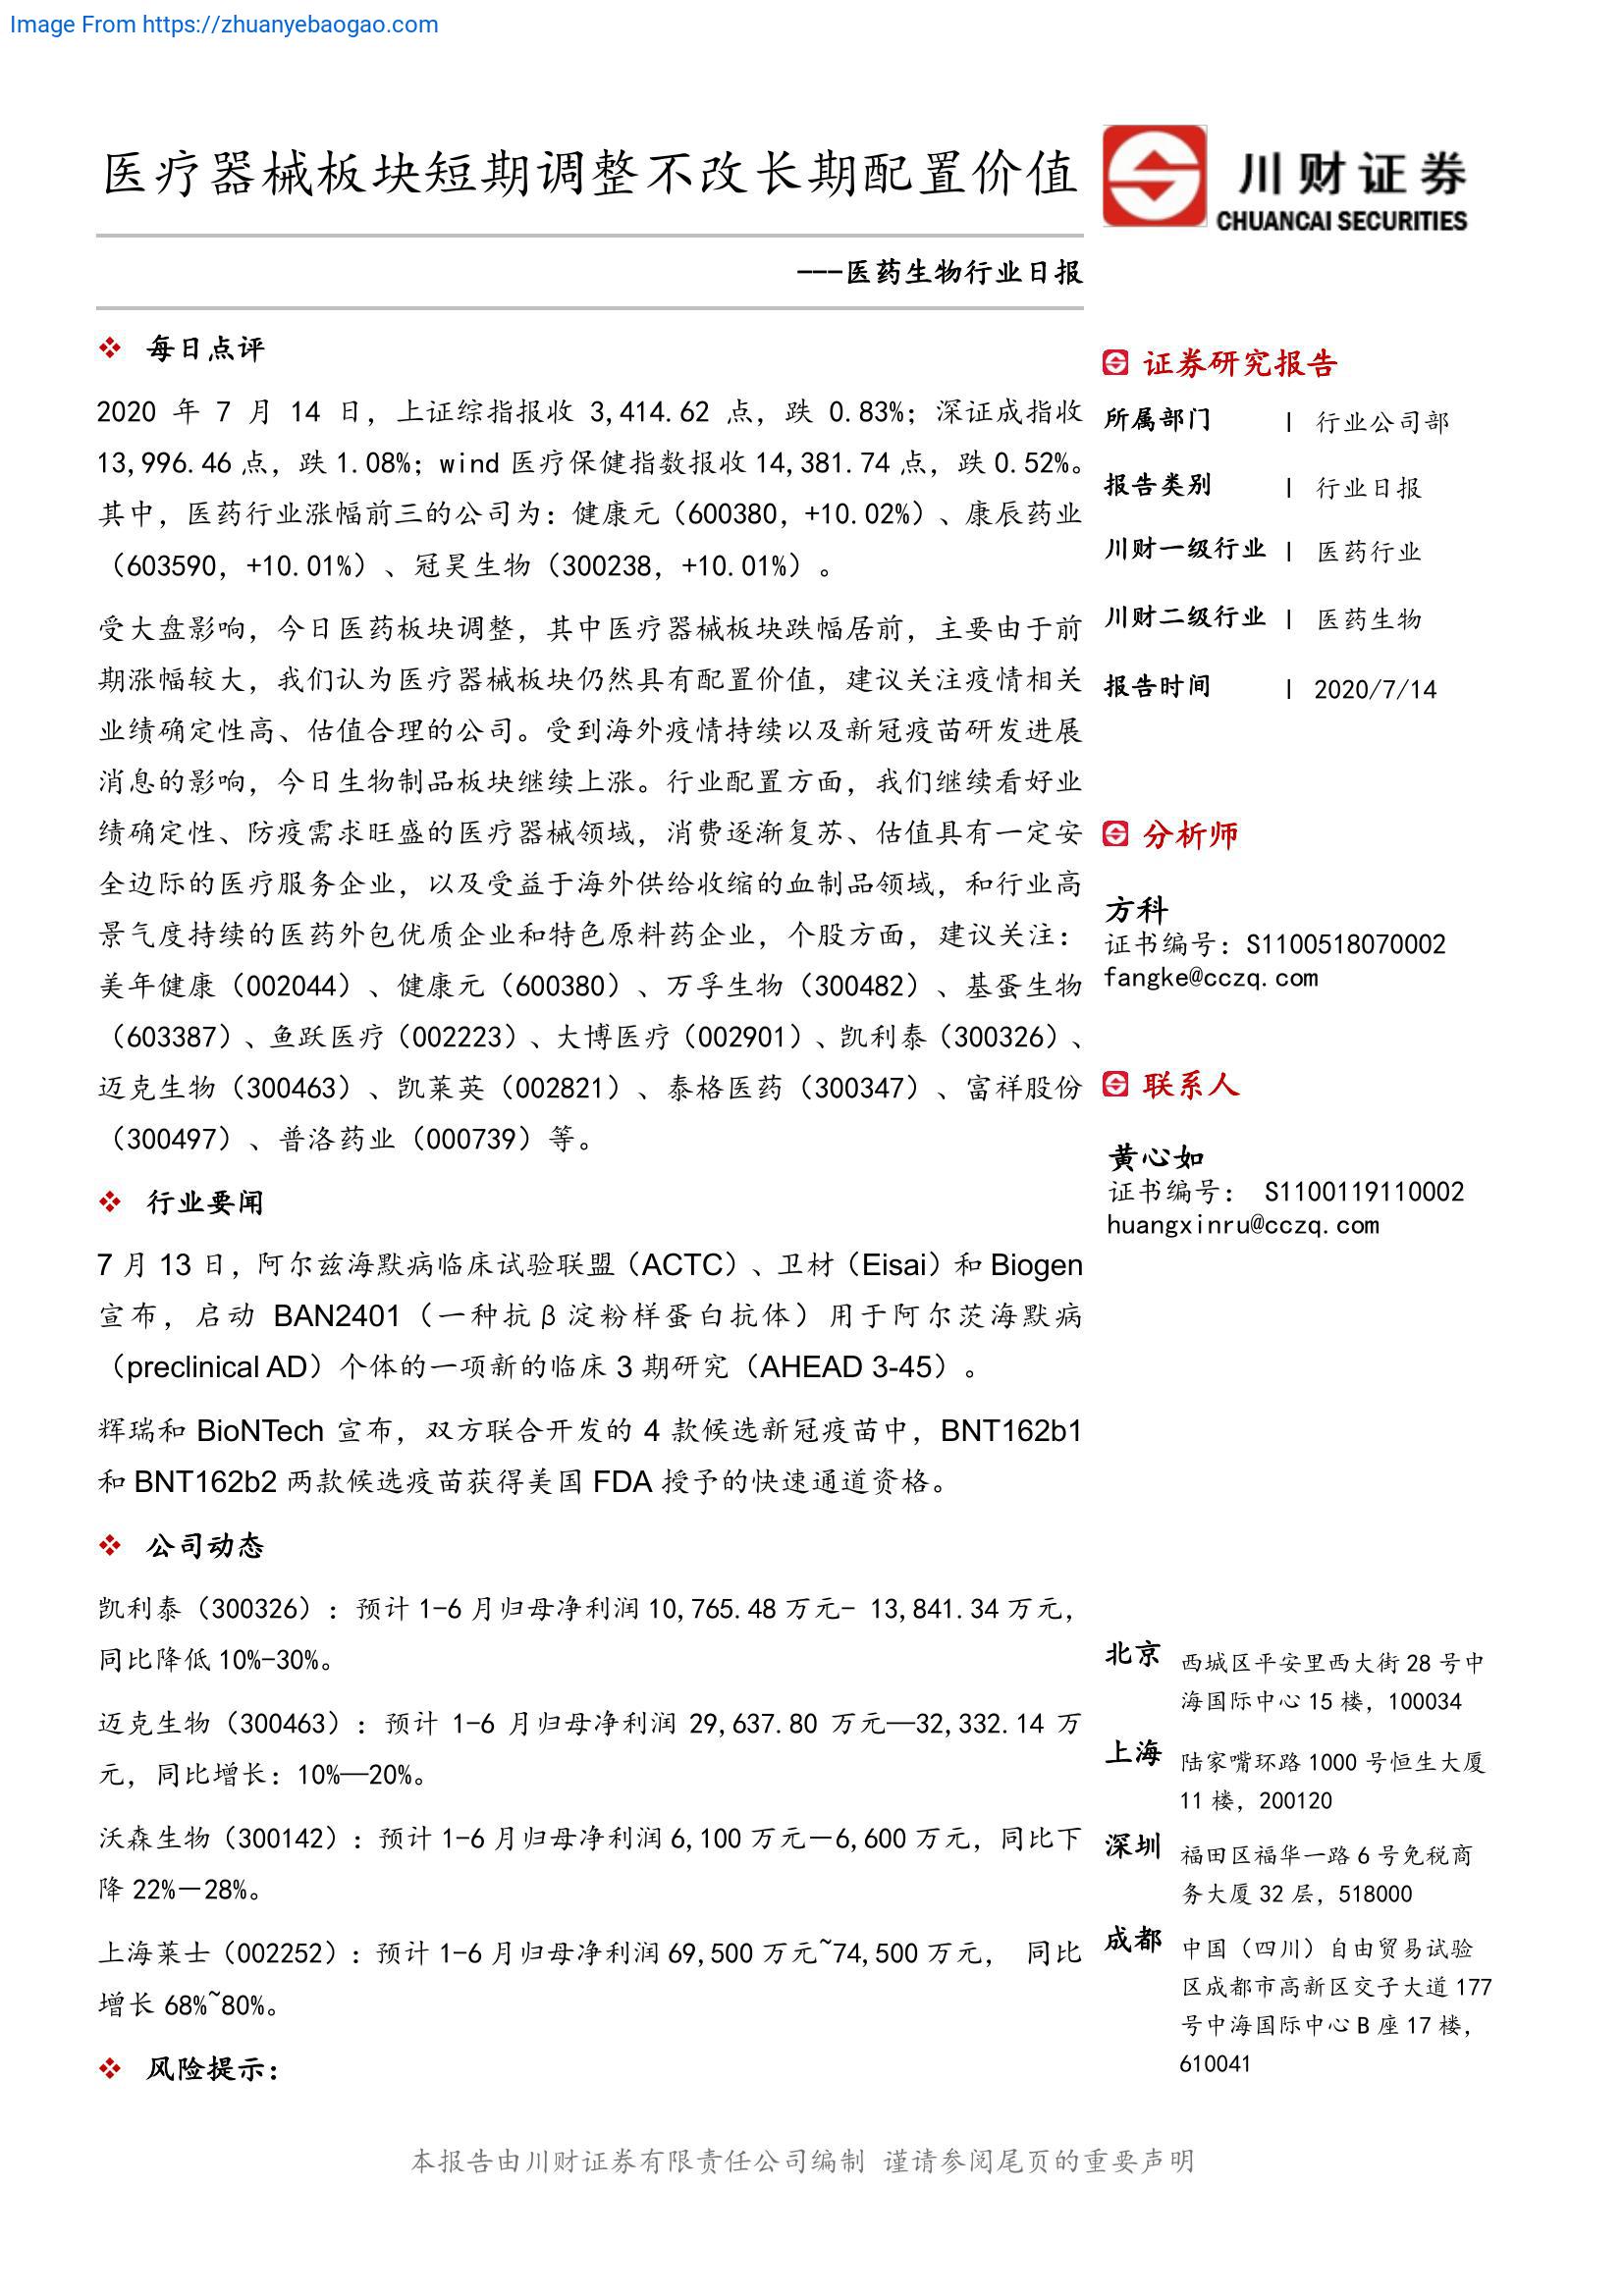 Image From https://zhuanyebaogao.com
医疗器械板块短期调整不改长期配置价值
川财证券
CHUANCAI SECURITIES
---医药生物行业日报
每日点评
2020 年 7 月 14 日，上证综指报收 3,414.62 点，跌 0.83%；深证成指收
13,996.46 点，跌 1.08%；wind 医疗保健指数报收 14,381.74 点，跌 0.52%。
其中，医药行业涨幅前三的公司为：健康元（600380，+10.02%）、康辰药业
（603590，+10.01%）、冠昊生物（300238，+10.01%）。
受大盘影响，今日医药板块调整，其中医疗器械板块跌幅居前，主要由于前
期涨幅较大，我们认为医疗器械板块仍然具有配置价值，建议关注疫情相关
业绩确定性高、估值合理的公司。受到海外疫情持续以及新冠疫苗研发进展
消息的影响，今日生物制品板块继续上涨。行业配置方面，我们继续看好业
绩确定性、防疫需求旺盛的医疗器械领域，消费逐渐复苏、估值具有一定安
全边际的医疗服务企业，以及受益于海外供给收缩的血制品领域，和行业高
景气度持续的医药外包优质企业和特色原料药企业，个股方面，建议关注：
美年健康（002044）、健康元（600380）、万孚生物（300482）、基蛋生物
（603387）、鱼跃医疗（002223）、大博医疗（002901）、凯利泰（300326）、
迈克生物（300463）、凯莱英（002821）、泰格医药（300347）、富祥股份
（300497）、普洛药业（000739）等。
行业要闻
7 月 13 日，阿尔兹海默病临床试验联盟（ACTC）、卫材（Eisai）和 Biogen
宣布，启动 BAN2401（一种抗 β 淀粉样蛋白抗体）用于阿尔茨海默病
（preclinical AD）个体的一项新的临床 3 期研究（AHEAD 3-45）。
辉瑞和 BioNTech 宣布，双方联合开发的 4 款候选新冠疫苗中，BNT162b1
和 BNT162b2 两款候选疫苗获得美国 FDA 授予的快速通道资格。
公司动态
凯利泰（300326）：预计 1-6 月归母净利润 10,765.48 万元- 13,841.34 万元，
同比降低 10%-30%。
迈克生物（300463）：预计 1-6 月归母净利润 29,637.80 万元—32,332.14 万
元，同比增长：10%—20%。
沃森生物（300142）：预计 1-6 月归母净利润 6,100 万元－6,600 万元，同比下
降 22%－28%。
上海莱士（002252）：预计 1-6 月归母净利润 69,500 万元~74,500 万元， 同比
增长 68%~80%。
风险提示：
证券研究报告
所属部门 | 行业公司部
报告类别 | 行业日报
川财一级行业 | 医药行业
川财二级行业 | 医药生物
报告时间 | 2020/7/14
分析师
方科
证书编号：S1100518070002
fangke@cczq.com
联系人
黄心如
证书编号： S1100119110002
huangxinru@cczq.com
北京 西城区平安里西大街 28 号中
海国际中心 15 楼，100034
上海 陆家嘴环路 1000 号恒生大厦
11 楼，200120
深圳 福田区福华一路 6 号免税商
务大厦 32 层，518000
成都 中国（四川）自由贸易试验
区成都市高新区交子大道 177
号中海国际中心 B 座 17 楼，
610041
本报告由川财证券有限责任公司编制 谨请参阅尾页的重要声明